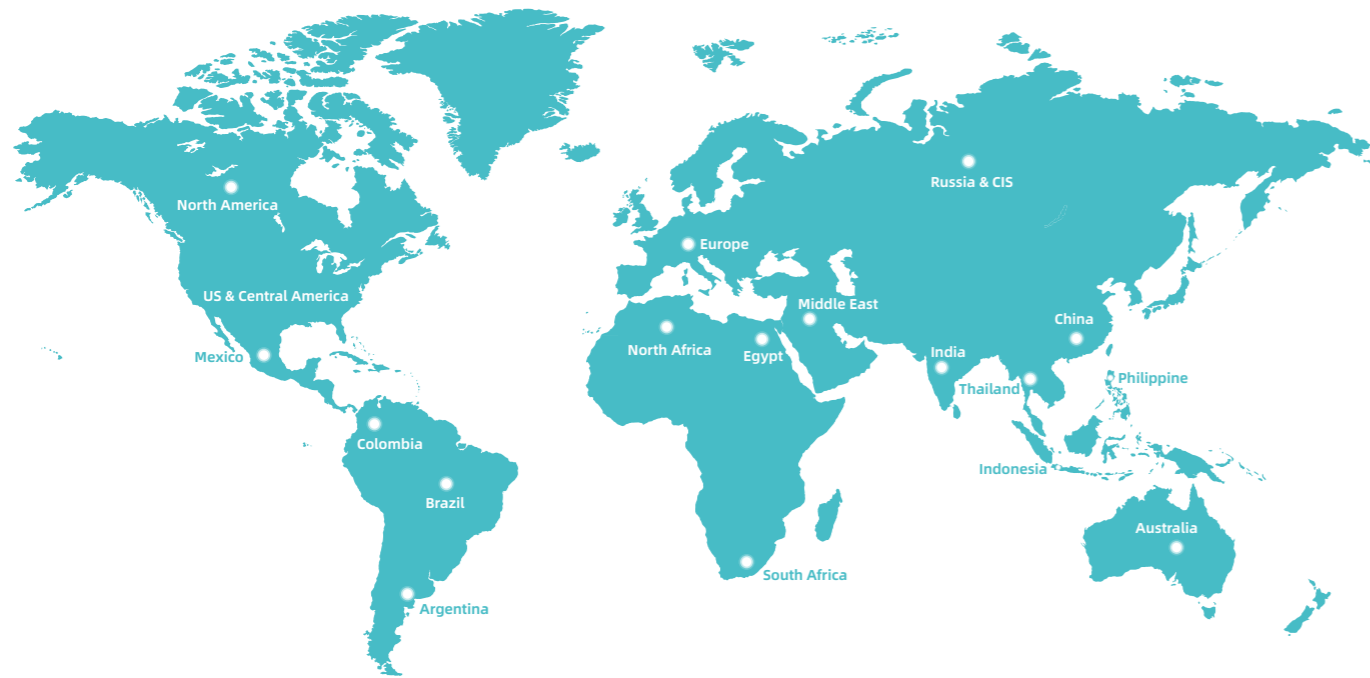 Russia & CIS
North America
Europe
US & Central America
Middle East
China
North Africa
India
Egypt
Mexico
Philippine
Thailand
Colombia
Indonesia
Brazil
Australia
South Africa
Argentina